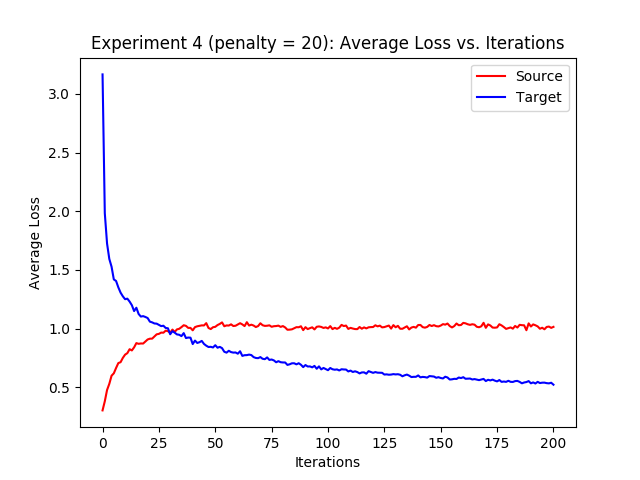 Experiment 4 (penalty = 20): Average Loss vs. Iterations
Source
Target
Average Loss
3.0
2.5
2.0
1.5
1.0
0.5
0 25 50 75 100 125 150 175 200
Iterations